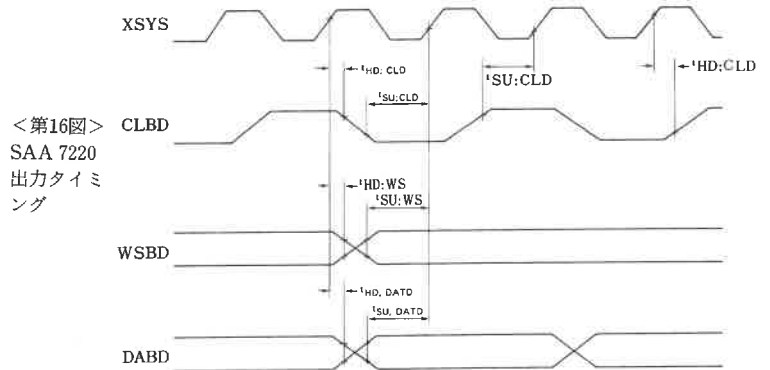 XSYS
tHD: CLD
tSU:CLD
tSU:CLD
tHD:CLD
<第16図>
SAA 7220
出力タイミ
ング
CLBD
tHD:WS
tSU:WS
WSBD
tHD, DATD
tSU, DATD
DABD